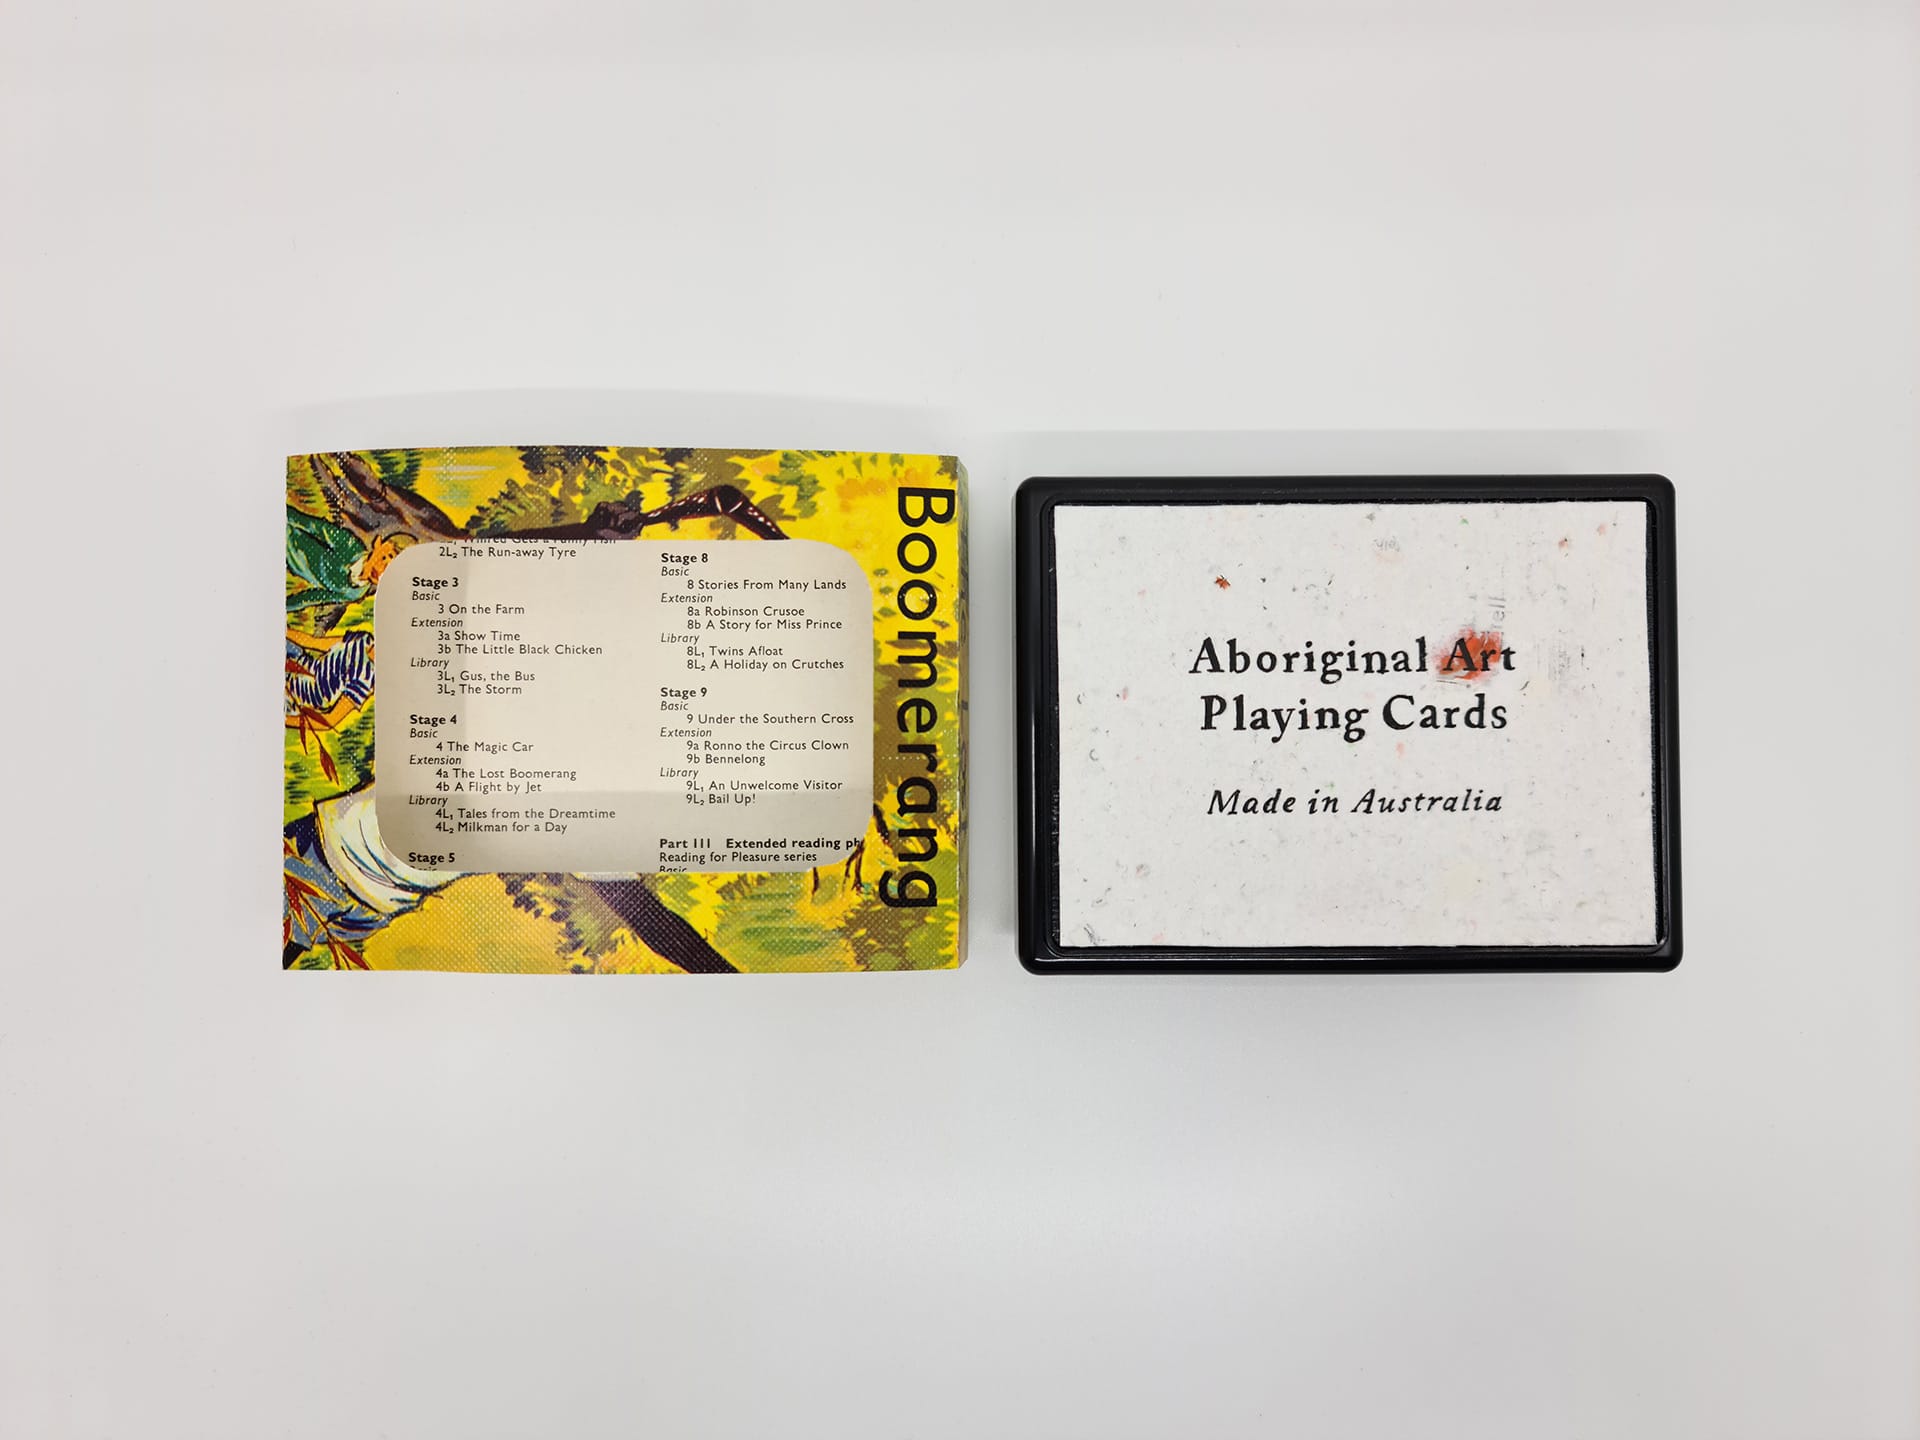 2L₂ The Run-away Tyre
Stage 3
Basic
3 On the Farm
Extension
3a Show Time
3b The Little Black Chicken
Library
3L₁ Gus, the Bus
3L₂ The Storm
Stage 4
Basic
4 The Magic Car
Extension
4a The Lost Boomerang
4b A Flight by Jet
Library
4L₁ Tales from the Dreamtime
4L₂ Milkman for a Day
Stage 5
Stage 8
Basic
8 Stories From Many Lands
Extension
8a Robinson Crusoe
8b A Story for Miss Prince
Library
8L₁ Twins Afloat
8L₂ A Holiday on Crutches
Stage 9
Basic
9 Under the Southern Cross
Extension
9a Ronno the Circus Clown
9b Bennelong
Library
9L₁ An Unwelcome Visitor
9L₂ Bail Up!
Part III Extended reading ph
Reading for Pleasure series
Basic
Boomerang
Aboriginal Art
Playing Cards
Made in Australia